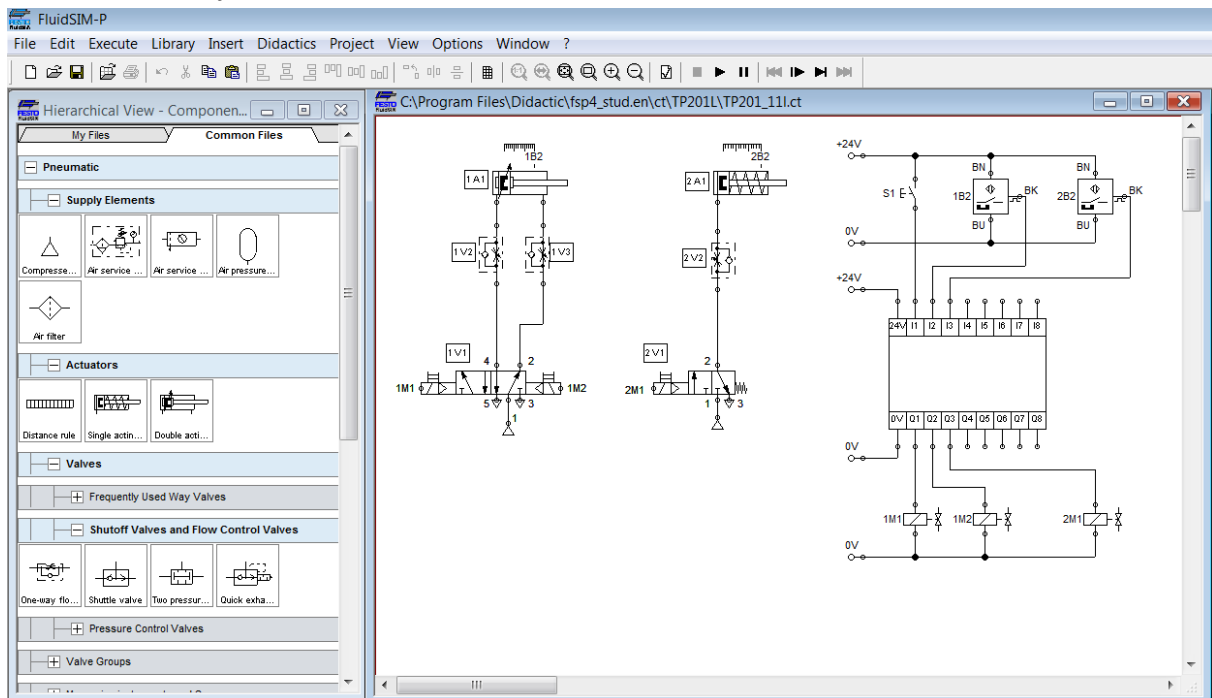 FluidSIM-P
File Edit Execute Library Insert Didactics Project View Options Window ?
Hierarchical View - Componen...
My Files Common Files
Pneumatic
Supply Elements
Compresse... Air service ... Air service ... Air pressure...
Air filter
Actuators
Distance rule Single actin... Double acti...
Valves
Frequently Used Way Valves
Shutoff Valves and Flow Control Valves
One-way flo... Shuttle valve Two pressur... Quick exha...
Pressure Control Valves
Valve Groups
C:\Program Files\Didactic\fsp4_stud.en\ct\TP201L\TP201_11l.ct
1B2 2B2 +24V
BN BN
1A1 2A1
S1 1B2 BK 2B2 BK
BU BU
0V
1V2 1V3 2V2
+24V
24V I1 I2 I3 I4 I5 I6 I7 I8
1V1 2V1
4 2 2
1M1 1M2 2M1
5 3 1 3
1
0V Q1 Q2 Q3 Q4 Q5 Q6 Q7 Q8
0V
1M1 1M2 2M1
0V